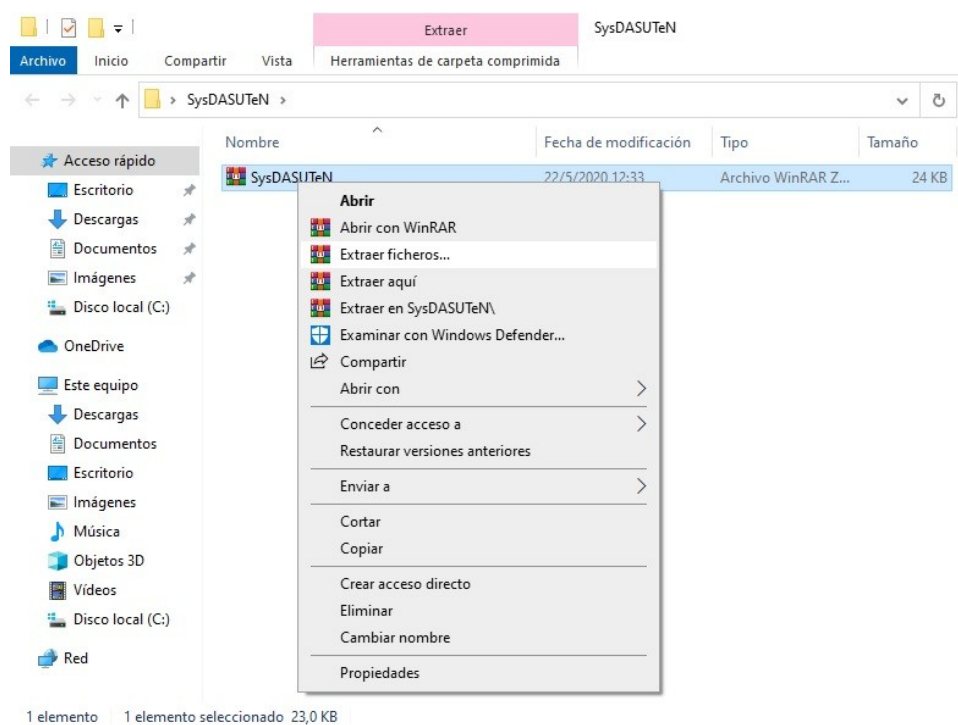 Extraer
SysDASUTeN
Archivo
Inicio
Compartir
Vista
Herramientas de carpeta comprimida
SysDASUTeN
Nombre
Fecha de modificación
Tipo
Tamaño
Acceso rápido
SysDASUTeN
22/5/2020 12:33
Archivo WinRAR Z...
24 KB
Escritorio
Descargas
Documentos
Imágenes
Disco local (C:)
OneDrive
Este equipo
Descargas
Documentos
Escritorio
Imágenes
Música
Objetos 3D
Vídeos
Disco local (C:)
Red
Abrir
Abrir con WinRAR
Extraer ficheros...
Extraer aquí
Extraer en SysDASUTeN\
Examinar con Windows Defender...
Compartir
Abrir con
Conceder acceso a
Restaurar versiones anteriores
Enviar a
Cortar
Copiar
Crear acceso directo
Eliminar
Cambiar nombre
Propiedades
1 elemento
1 elemento seleccionado 23,0 KB